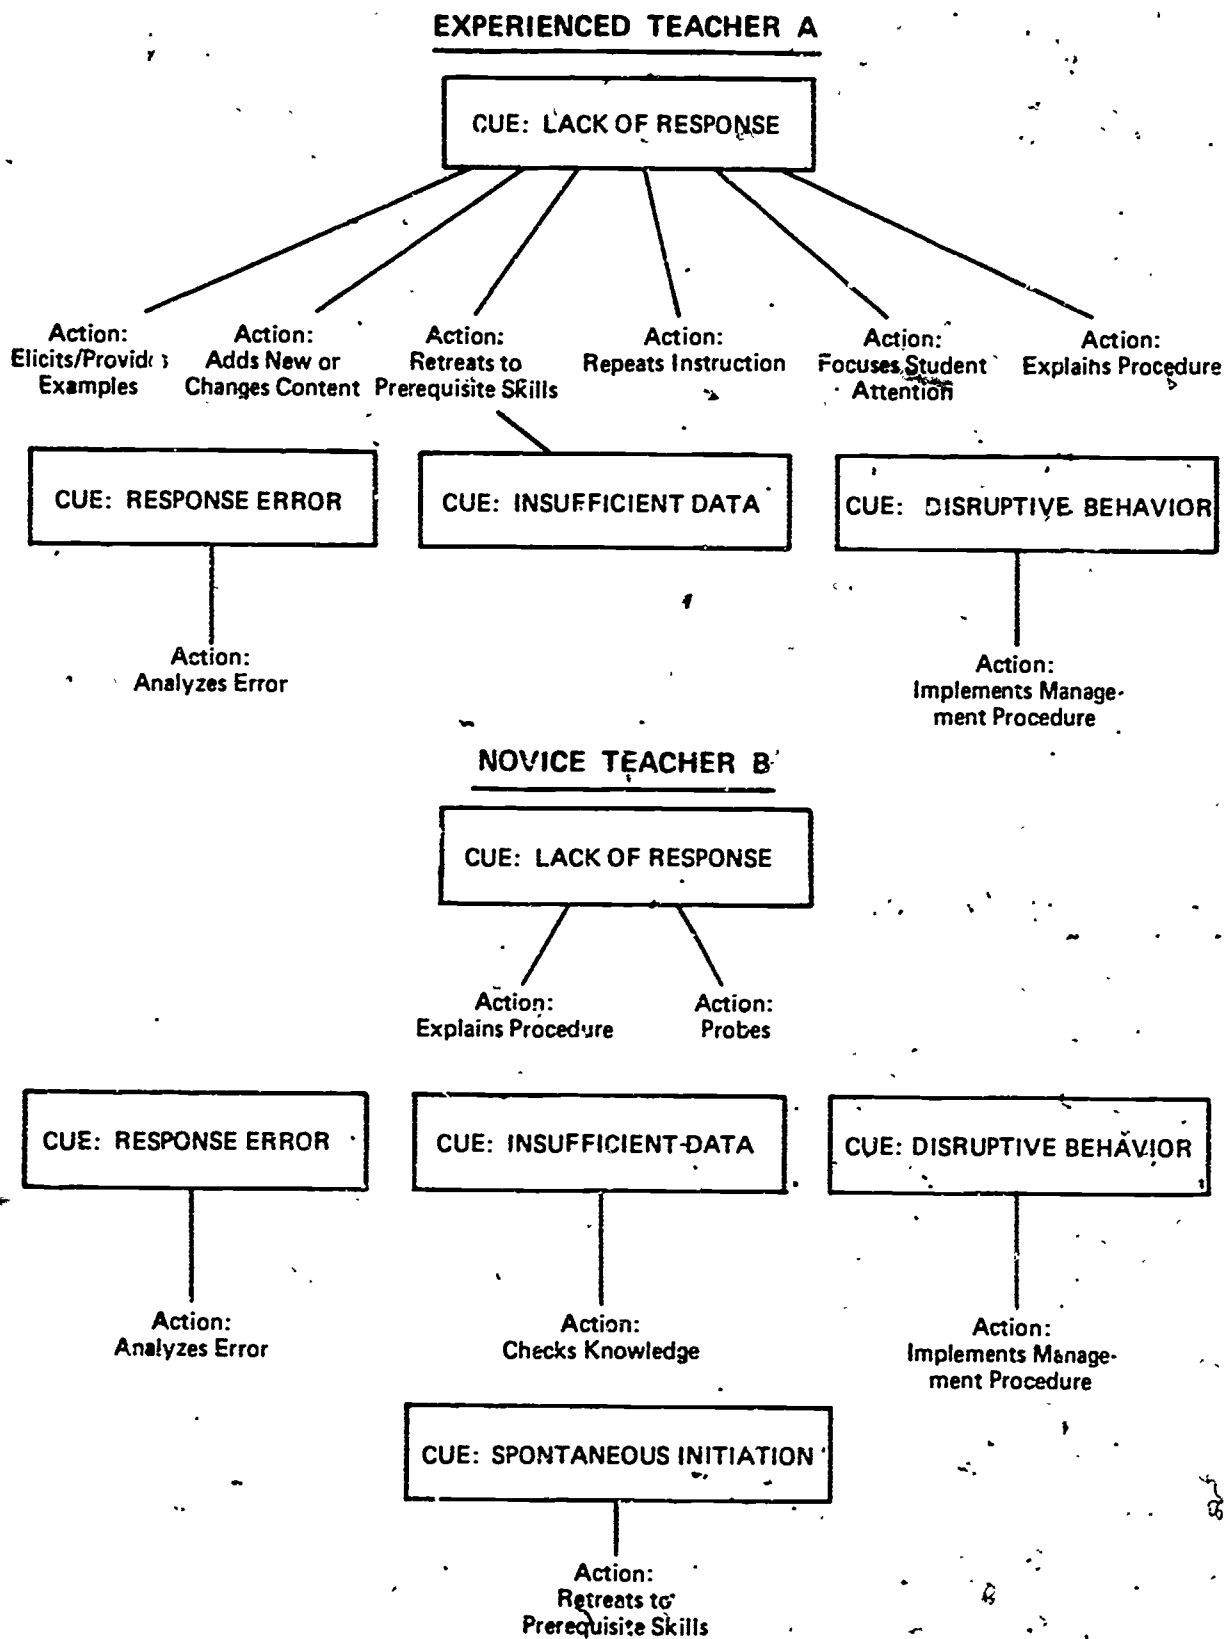 EXPERIENCED TEACHER A
CUE: LACK OF RESPONSE
Action:
Elicits/Provides
Examples
Action:
Adds New or
Changes Content
Action:
Retreats to
Prerequisite Skills
Action:
Repeats Instruction
Action:
Focuses Student
Attention
Action:
Explains Procedure
CUE: RESPONSE ERROR
CUE: INSUFFICIENT DATA
CUE: DISRUPTIVE BEHAVIOR
Action:
Analyzes Error
Action:
Implements Manage-
ment Procedure
NOVICE TEACHER B
CUE: LACK OF RESPONSE
Action:
Explains Procedure
Action:
Probes
CUE: RESPONSE ERROR
CUE: INSUFFICIENT DATA
CUE: DISRUPTIVE BEHAVIOR
Action:
Analyzes Error
Action:
Checks Knowledge
Action:
Implements Manage-
ment Procedure
CUE: SPONTANEOUS INITIATION
Action:
Retreats to
Prerequisite Skills